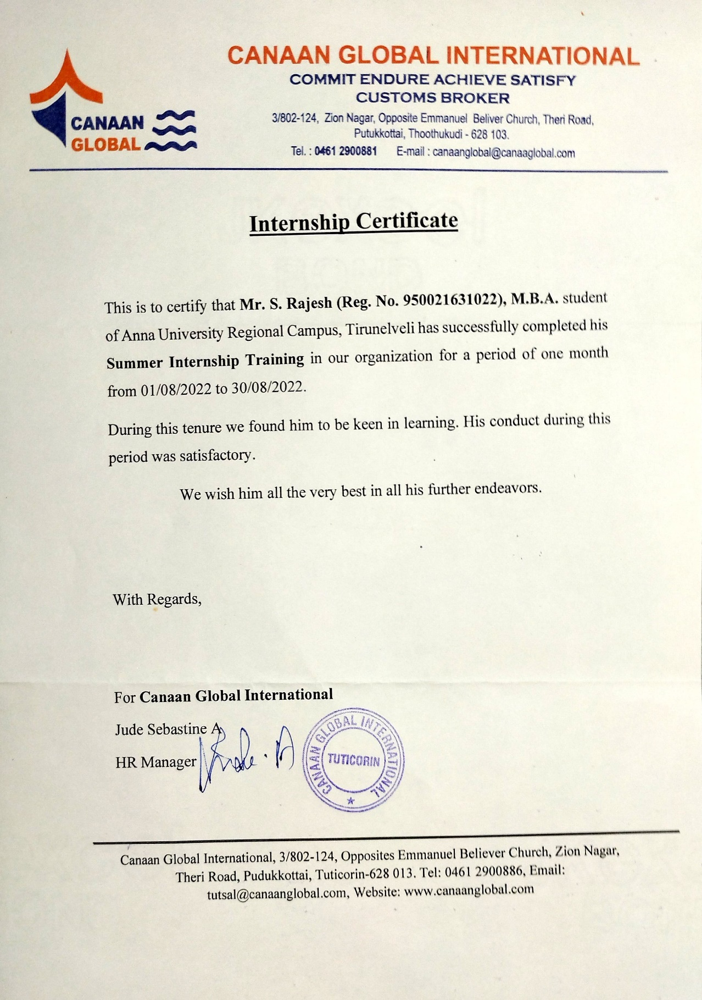 CANAAN GLOBAL INTERNATIONAL
COMMIT ENDURE ACHIEVE SATISFY
CUSTOMS BROKER
3/802-124, Zion Nagar, Opposite Emmanuel Beliver Church, Theri Road,
Putukkottai, Thoothukudi - 628 103.
Tel. : 0461 2900881 E-mail : canaanglobal@canaaglobal.com
CANAAN
GLOBAL
Internship Certificate
This is to certify that Mr. S. Rajesh (Reg. No. 950021631022), M.B.A. student
of Anna University Regional Campus, Tirunelveli has successfully completed his
Summer Internship Training in our organization for a period of one month
from 01/08/2022 to 30/08/2022.
During this tenure we found him to be keen in learning. His conduct during this
period was satisfactory.
We wish him all the very best in all his further endeavors.
With Regards,
For Canaan Global International
Jude Sebastine A
HR Manager
CANAAN GLOBAL INTERNATIONAL
TUTICORIN
Canaan Global International, 3/802-124, Opposites Emmanuel Believer Church, Zion Nagar,
Theri Road, Pudukkottai, Tuticorin-628 013. Tel: 0461 2900886, Email:
tutsal@canaanglobal.com, Website: www.canaanglobal.com